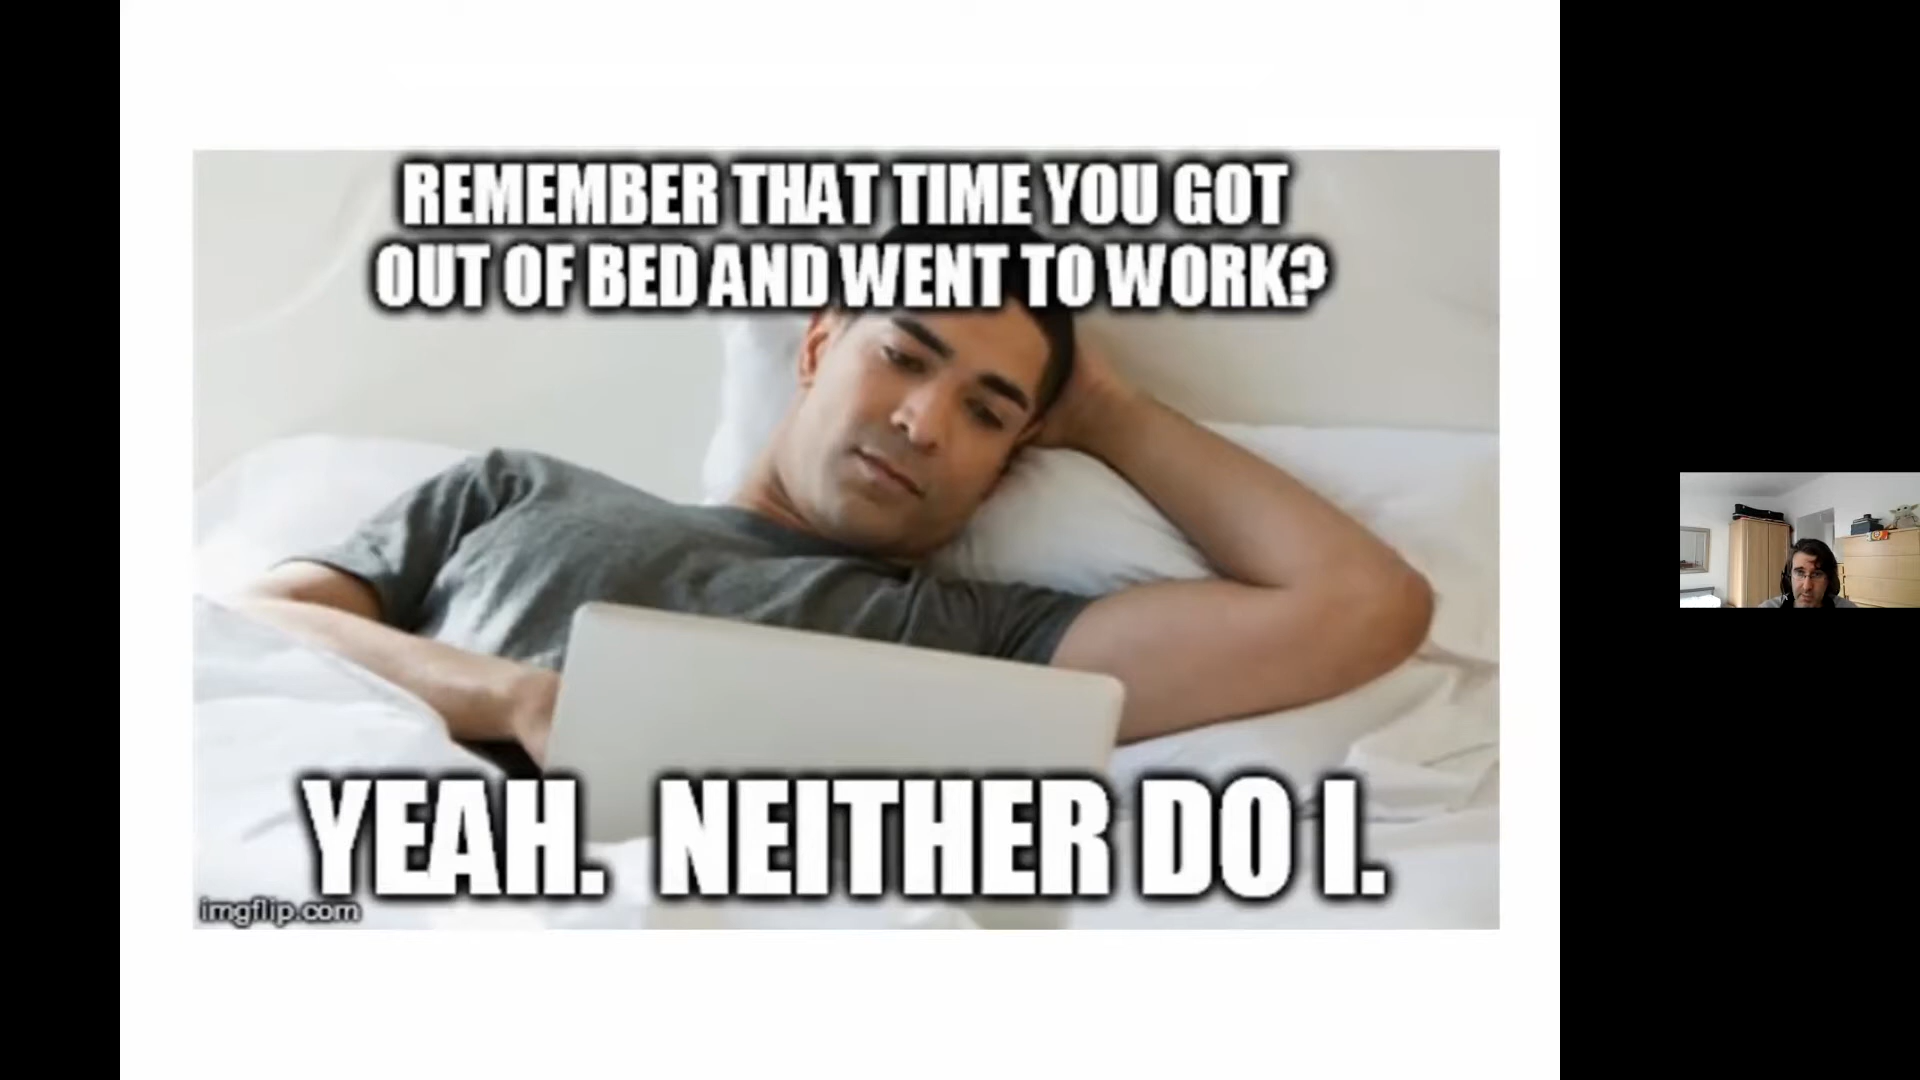 REMEMBER THAT TIME YOU GOT
OUT OF BED AND WENT TO WORK?
YEAH. NEITHER DO I.
imgflip.com